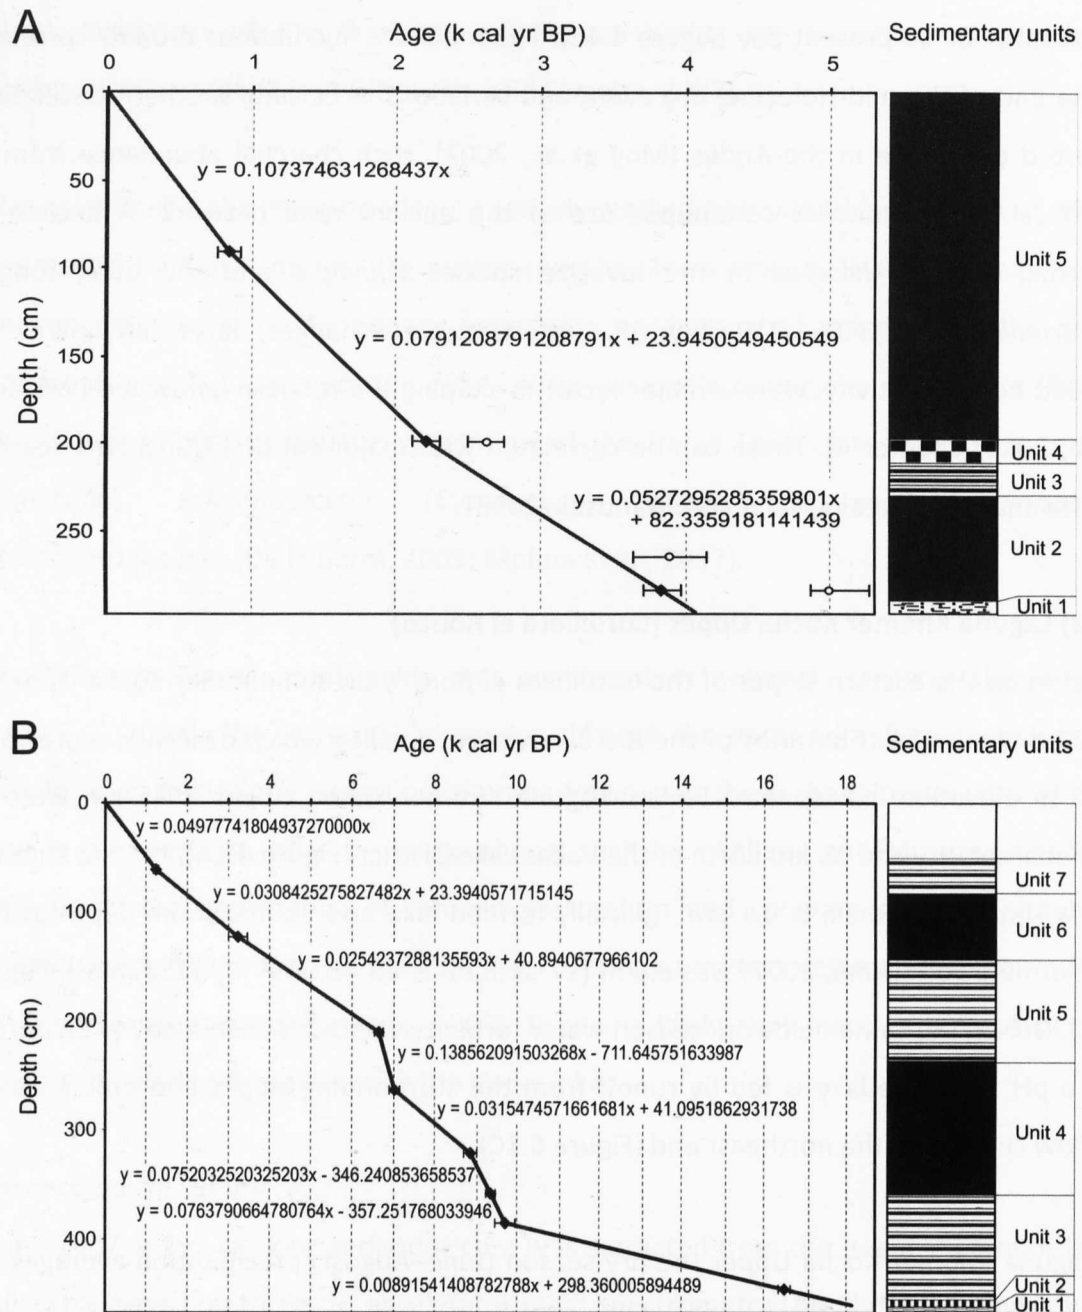 A
Age (k cal yr BP)
Sedimentary units
0 1 2 3 4 5
0
50
100
150
200
250
Depth (cm)
y = 0.107374631268437x
y = 0.0791208791208791x + 23.9450549450549
y = 0.0527295285359801x
+ 82.3359181141439
Unit 5
Unit 4
Unit 3
Unit 2
Unit 1
B
Age (k cal yr BP)
Sedimentary units
0 2 4 6 8 10 12 14 16 18
0
100
200
300
400
Depth (cm)
y = 0.04977741804937270000x
y = 0.0308425275827482x + 23.3940571715145
y = 0.0254237288135593x + 40.8940677966102
y = 0.138562091503268x - 711.645751633987
y = 0.0315474571661681x + 41.0951862931738
y = 0.0752032520325203x - 346.240853658537
y = 0.0763790664780764x - 357.251768033946
y = 0.00891541408782788x + 298.360005894489
Unit 7
Unit 6
Unit 5
Unit 4
Unit 3
Unit 2
Unit 1